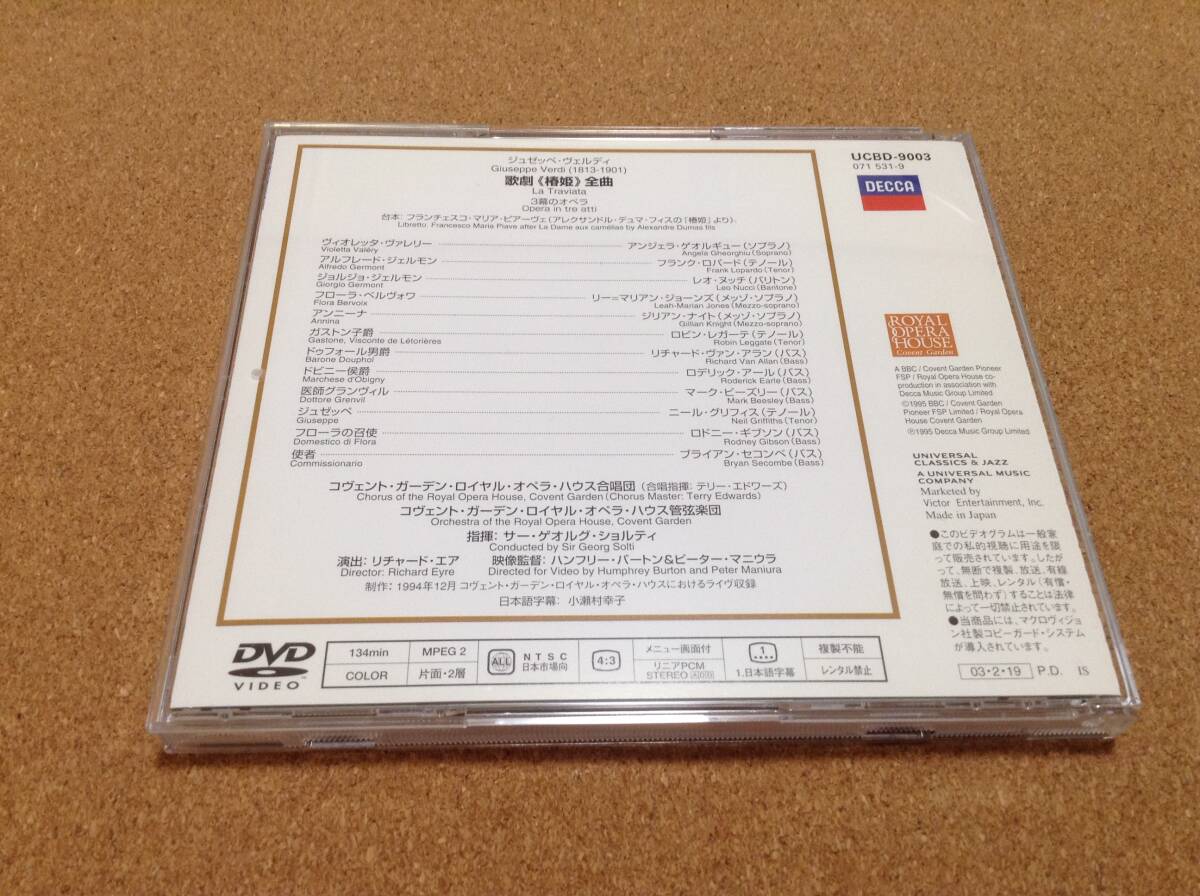 ジュゼッペ・ヴェルディ
Giuseppe Verdi (1813-1901)
歌劇《椿姫》全曲
La Traviata
3幕のオペラ
Opera in tre atti
台本: フランチェスコ・マリア・ピアーヴェ(アレクサンドル・デュマ・フィスの「椿姫」より)。
Libretto: Francesco Maria Piave after La Dame aux camélias by Alexandre Dumas fils
ヴィオレッタ・ヴァレリー アンジェラ・ゲオルギュー(ソプラノ)
Violetta Valéry Angela Gheorghiu (Soprano)
アルフレード・ジェルモン フランク・ロパード(テノール)
Alfredo Germont Frank Lopardo (Tenor)
ジョルジョ・ジェルモン レオ・ヌッチ(バリトン)
Giorgio Germont Leo Nucci (Baritone)
フローラ・ベルヴォワ リー=マリアン・ジョーンズ(メッゾ・ソプラノ)
Flora Bervoix Leah-Marian Jones (Mezzo-soprano)
アンニーナ ジリアン・ナイト(メッゾ・ソプラノ)
Annina Gillian Knight (Mezzo-soprano)
ガストン子爵 ロビン・レガーテ(テノール)
Gastone, Visconte de Létorières Robin Leggate (Tenor)
ドゥフォール男爵 リチャード・ヴァン・アラン(バス)
Barone Douphol Richard Van Allan (Bass)
ドビニー侯爵 ロデリック・アール(バス)
Marchese d'Obigny Roderick Earle (Bass)
医師グランヴィル マーク・ビーズリー(バス)
Dottore Grenvil Mark Beesley (Bass)
ジュゼッペ ニール・グリフィス(テノール)
Giuseppe Neil Griffiths (Tenor)
フローラの召使 ロドニー・ギブソン(バス)
Domestico di Flora Rodney Gibson (Bass)
使者 ブライアン・セコンベ(バス)
Commissionario Bryan Secombe (Bass)
コヴェント・ガーデン・ロイヤル・オペラ・ハウス合唱団 (合唱指揮: テリー・エドワーズ)
Chorus of the Royal Opera House, Covent Garden (Chorus Master: Terry Edwards)
コヴェント・ガーデン・ロイヤル・オペラ・ハウス管弦楽団
Orchestra of the Royal Opera House, Covent Garden
指揮: サー・ゲオルグ・ショルティ
Conducted by Sir Georg Solti
演出: リチャード・エア 映像監督: ハンフリー・バートン&ピーター・マニウラ
Director: Richard Eyre Directed for Video by Humphrey Burton and Peter Maniura
制作: 1994年12月 コヴェント・ガーデン・ロイヤル・オペラ・ハウスにおけるライヴ収録
日本語字幕: 小瀬村幸子
UCBD-9003
071 531-9
DECCA
ROYAL
OPERA
HOUSE
Covent Garden
A BBC / Covent Garden Pioneer
FSP / Royal Opera House co-
production in association with
Decca Music Group Limited
©1995 BBC / Covent Garden
Pioneer FSP Limited / Royal Opera
House Covent Garden
℗1995 Decca Music Group Limited
UNIVERSAL
CLASSICS & JAZZ
A UNIVERSAL MUSIC
COMPANY
Marketed by
Victor Entertainment, Inc.
Made in Japan
●このビデオグラムは一般家
庭での私的視聴に用途を限っ
て販売されています。したがっ
て、無断で複製、放送、有線
放送、上映、レンタル(有償・
無償を問わず)することは法律
によって一切禁止されています。
●当商品には、マクロヴィジョ
ン社製コピーガード・システム
が導入されています。
03・2・19 P.D. IS
DVD
VIDEO™
134min
COLOR
MPEG 2
片面・2層
ALL
NTSC
日本市場向
4:3
メニュー画面付
リニアPCM
STEREO
1
1.日本語字幕
複製不能
レンタル禁止